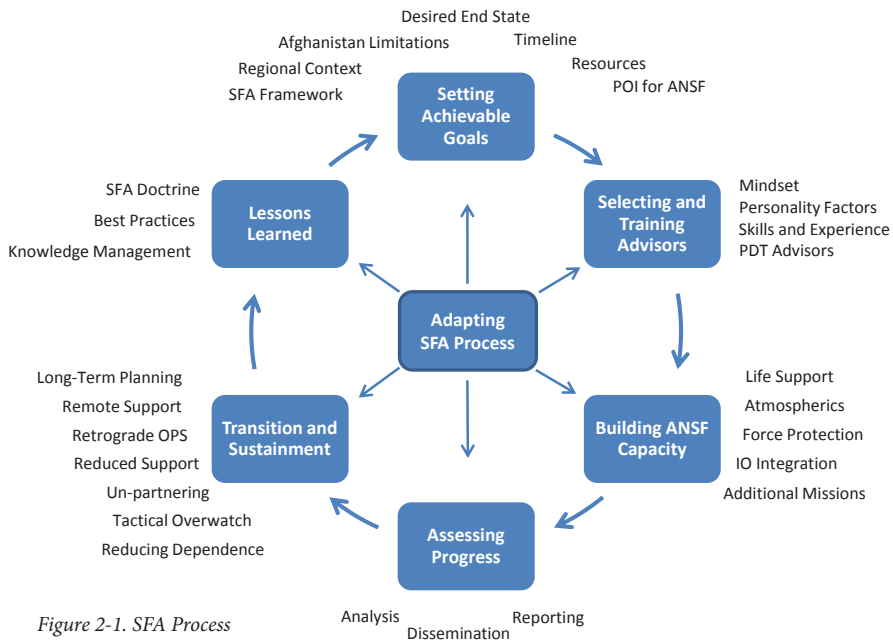 Desired End State
Afghanistan Limitations
Timeline
Regional Context
Resources
SFA Framework
POI for ANSF
Setting
Achievable
Goals
SFA Doctrine
Best Practices
Knowledge Management
Lessons
Learned
Selecting and
Training
Advisors
Mindset
Personality Factors
Skills and Experience
PDT Advisors
Adapting
SFA Process
Long-Term Planning
Remote Support
Retrograde OPS
Reduced Support
Un-partnering
Tactical Overwatch
Reducing Dependence
Transition and
Sustainment
Building ANSF
Capacity
Life Support
Atmospherics
Force Protection
IO Integration
Additional Missions
Assessing
Progress
Analysis
Dissemination
Reporting
Figure 2-1. SFA Process